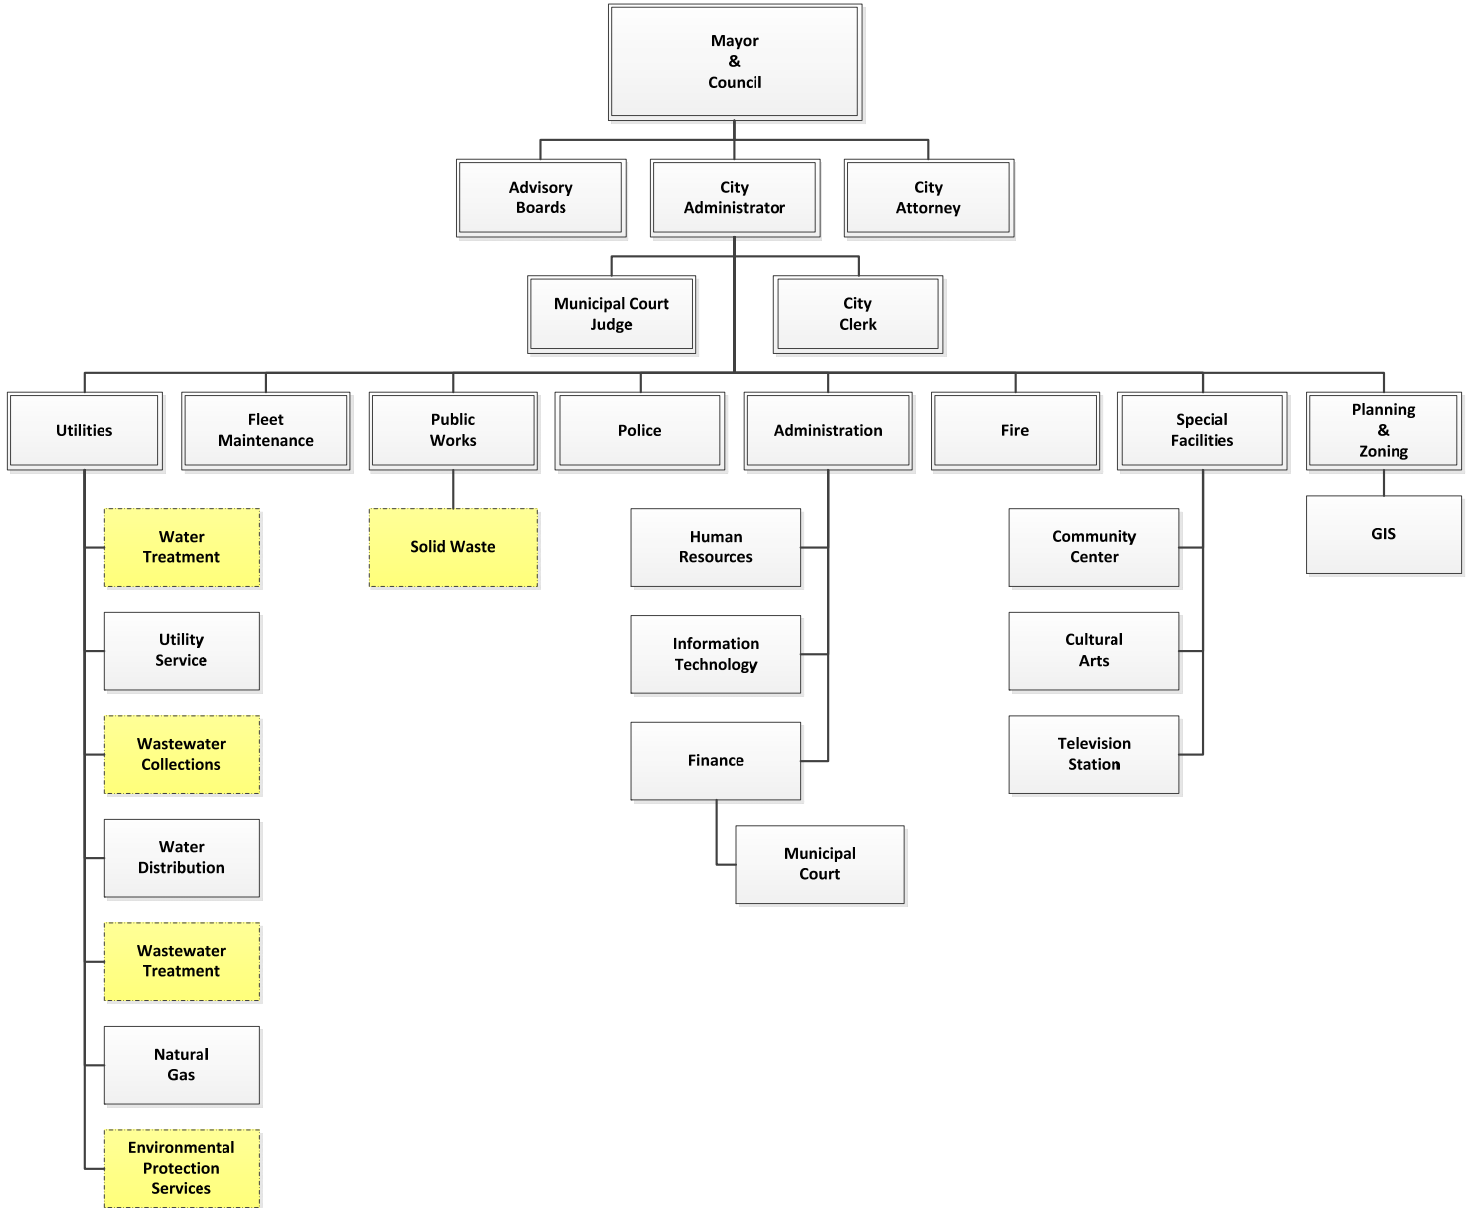 Mayor
&
Council
Advisory
Boards
City
Administrator
City
Attorney
Municipal Court
Judge
City
Clerk
Utilities
Fleet
Maintenance
Public
Works
Police
Administration
Fire
Special
Facilities
Planning
&
Zoning
Water
Treatment
Utility
Service
Wastewater
Collections
Water
Distribution
Wastewater
Treatment
Natural
Gas
Environmental
Protection
Services
Solid Waste
Human
Resources
Information
Technology
Finance
Municipal
Court
Community
Center
Cultural
Arts
Television
Station
GIS